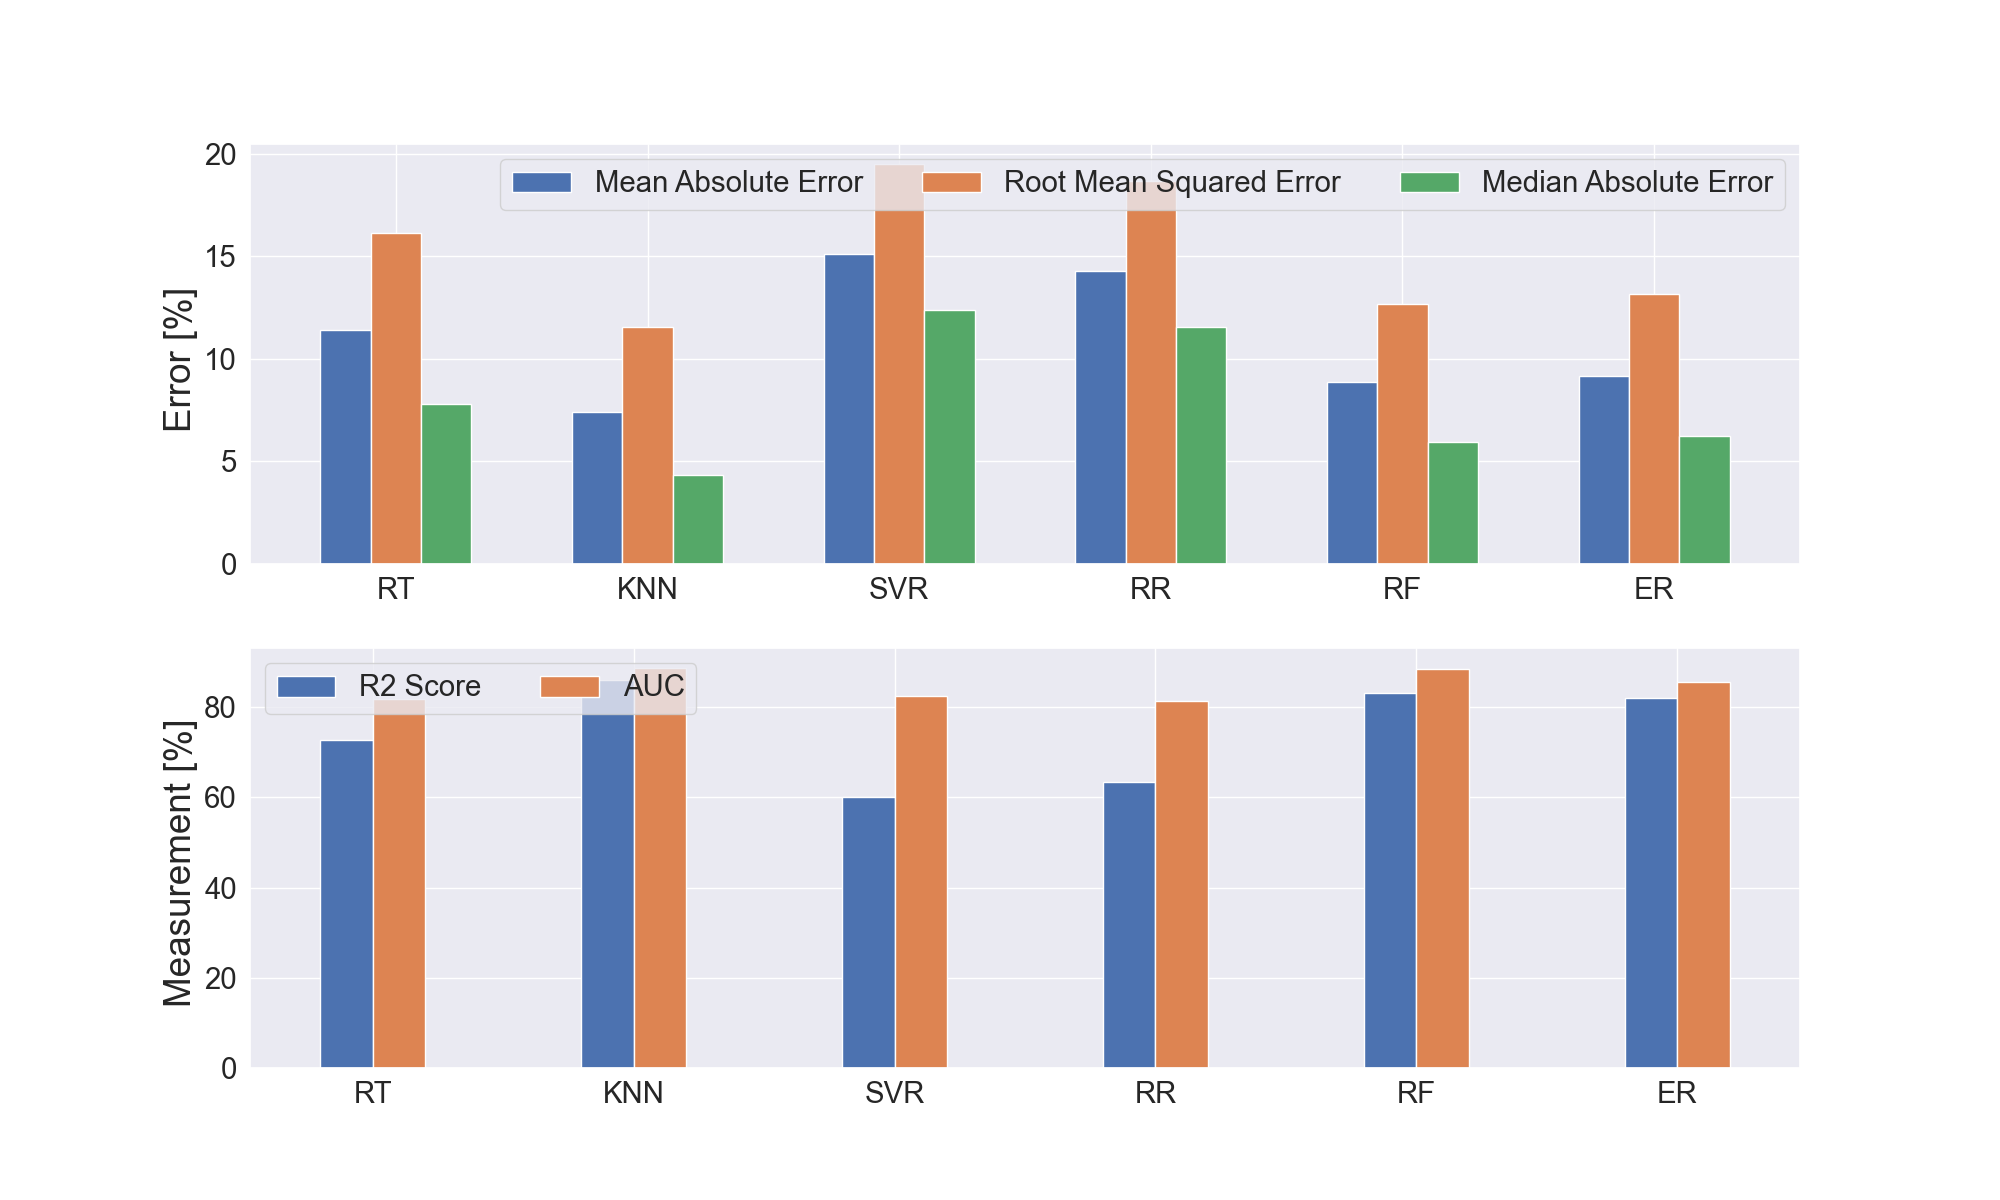 Mean Absolute Error Root Mean Squared Error Median Absolute Error
20
15
10
5
0
Error [%]
RT KNN SVR RR RF ER
R2 Score AUC
80
60
40
20
0
Measurement [%]
RT KNN SVR RR RF ER